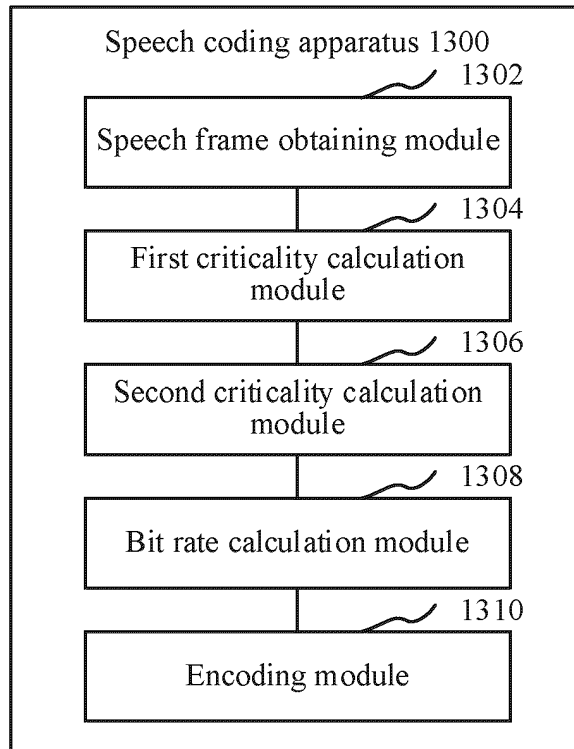 Speech coding apparatus 1300
1302
Speech frame obtaining module
1304
First criticality calculation
module
1306
Second criticality calculation
module
1308
Bit rate calculation module
1310
Encoding module